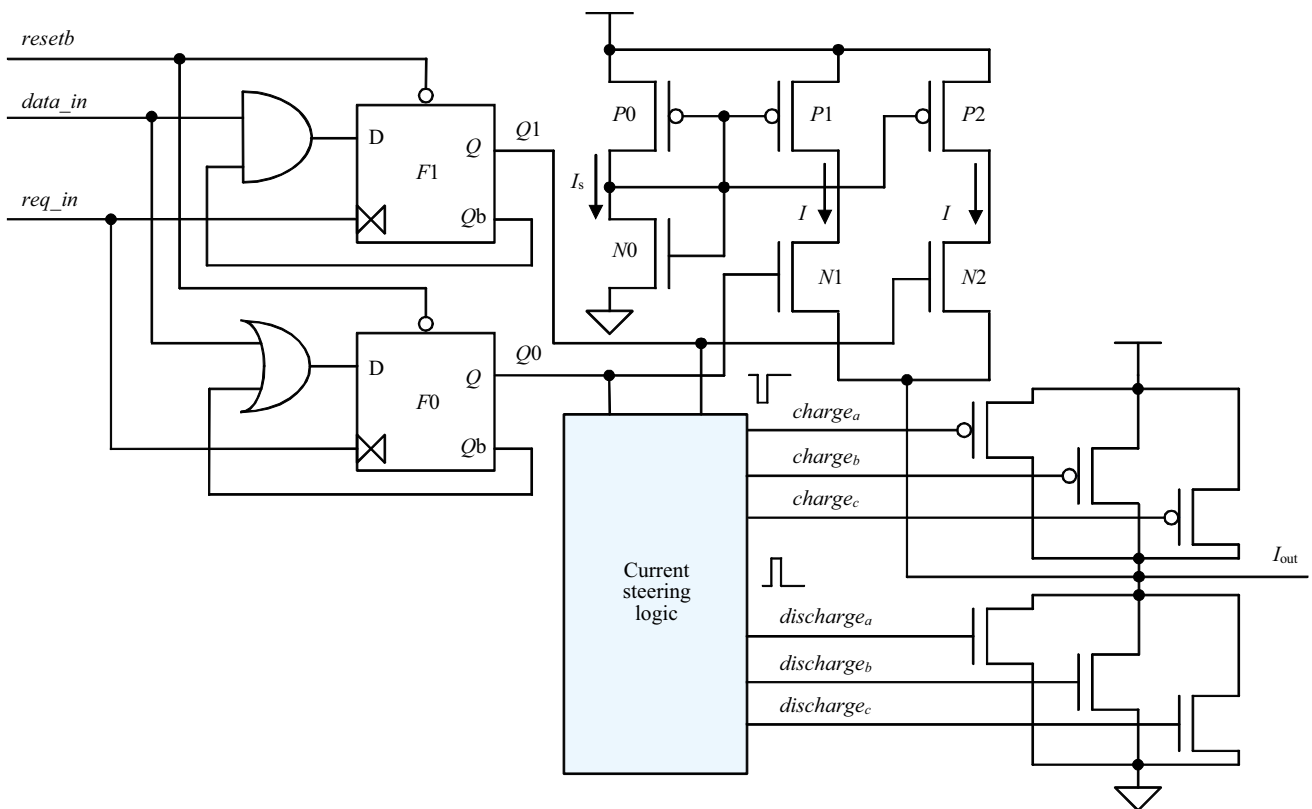 resetb
data_in
req_in
D
Q
F1
Qb
Q1
D
Q
F0
Qb
Q0
P0
P1
P2
Is
I
I
N0
N1
N2
Current
steering
logic
chargea
chargeb
chargec
dischargea
dischargeb
dischargec
Iout